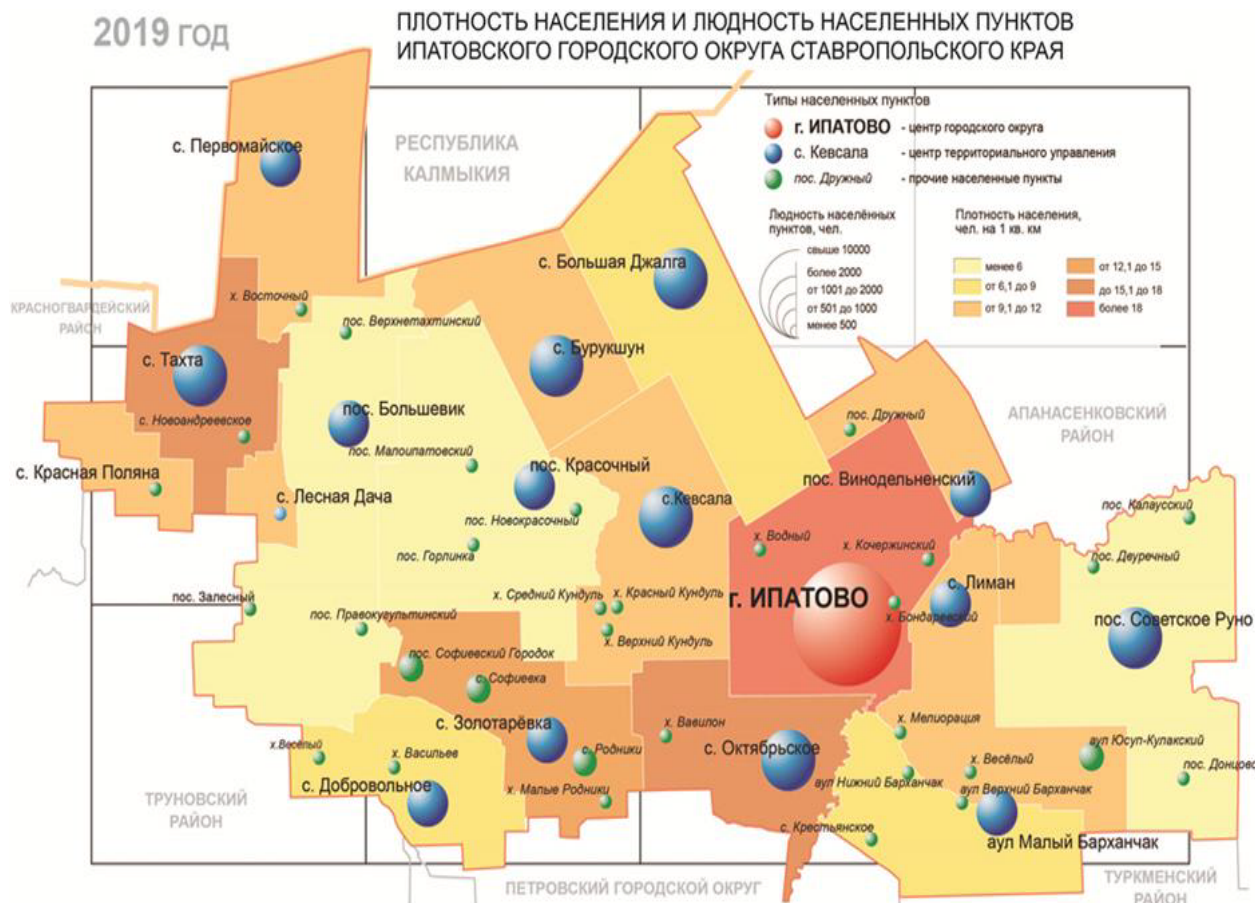 2019 ГОД
ПЛОТНОСТЬ НАСЕЛЕНИЯ И ЛЮДНОСТЬ НАСЕЛЕННЫХ ПУНКТОВ
ИПАТОВСКОГО ГОРОДСКОГО ОКРУГА СТАВРОПОЛЬСКОГО КРАЯ
Типы населенных пунктов
г. ИПАТОВО - центр городского округа
с. Кевсала - центр территориального управления
пос. Дружный - прочие населенные пункты
Людность населённых
пунктов, чел.
свыше 10000
более 2000
от 1001 до 2000
от 501 до 1000
менее 500
Плотность населения,
чел. на 1 кв. км
менее 6
от 6,1 до 9
от 9,1 до 12
от 12,1 до 15
до 15,1 до 18
более 18
РЕСПУБЛИКА
КАЛМЫКИЯ
с. Первомайское
с. Большая Джалга
КРАСНОГВАРДЕЙСКИЙ
РАЙОН
х. Восточный
пос. Верхнетахтинский
с. Тахта
с. Бурукшун
пос. Большевик
с. Новоандреевское
пос. Дружный
АПАНАСЕНКОВСКИЙ
РАЙОН
пос. Малоипатовский
с. Красная Поляна
пос. Красочный
пос. Винодельненский
с. Лесная Дача
с.Кевсала
пос. Калаусский
пос. Новокрасочный
х. Водный
х. Кочержинский
пос. Горлинка
пос. Двуречный
с. Лиман
пос. Залесный
х. Средний Кундуль
х. Красный Кундуль
г. ИПАТОВО
пос. Правокугультинский
х. Бондаревский
пос. Советское Руно
х. Верхний Кундуль
пос. Софиевский Городок
с. Софиевка
с. Золотарёвка
х. Вавилон
х. Мелиорация
х.Весёлый
х. Васильев
с. Родники
с. Октябрьское
аул Юсуп-Кулакский
х. Весёлый
пос. Донцово
с. Добровольное
аул Нижний Барханчак
х. Малые Родники
аул Верхний Барханчак
ТРУНОВСКИЙ
РАЙОН
с. Крестьянское
аул Малый Барханчак
ПЕТРОВСКИЙ ГОРОДСКОЙ ОКРУГ
ТУРКМЕНСКИЙ
РАЙОН